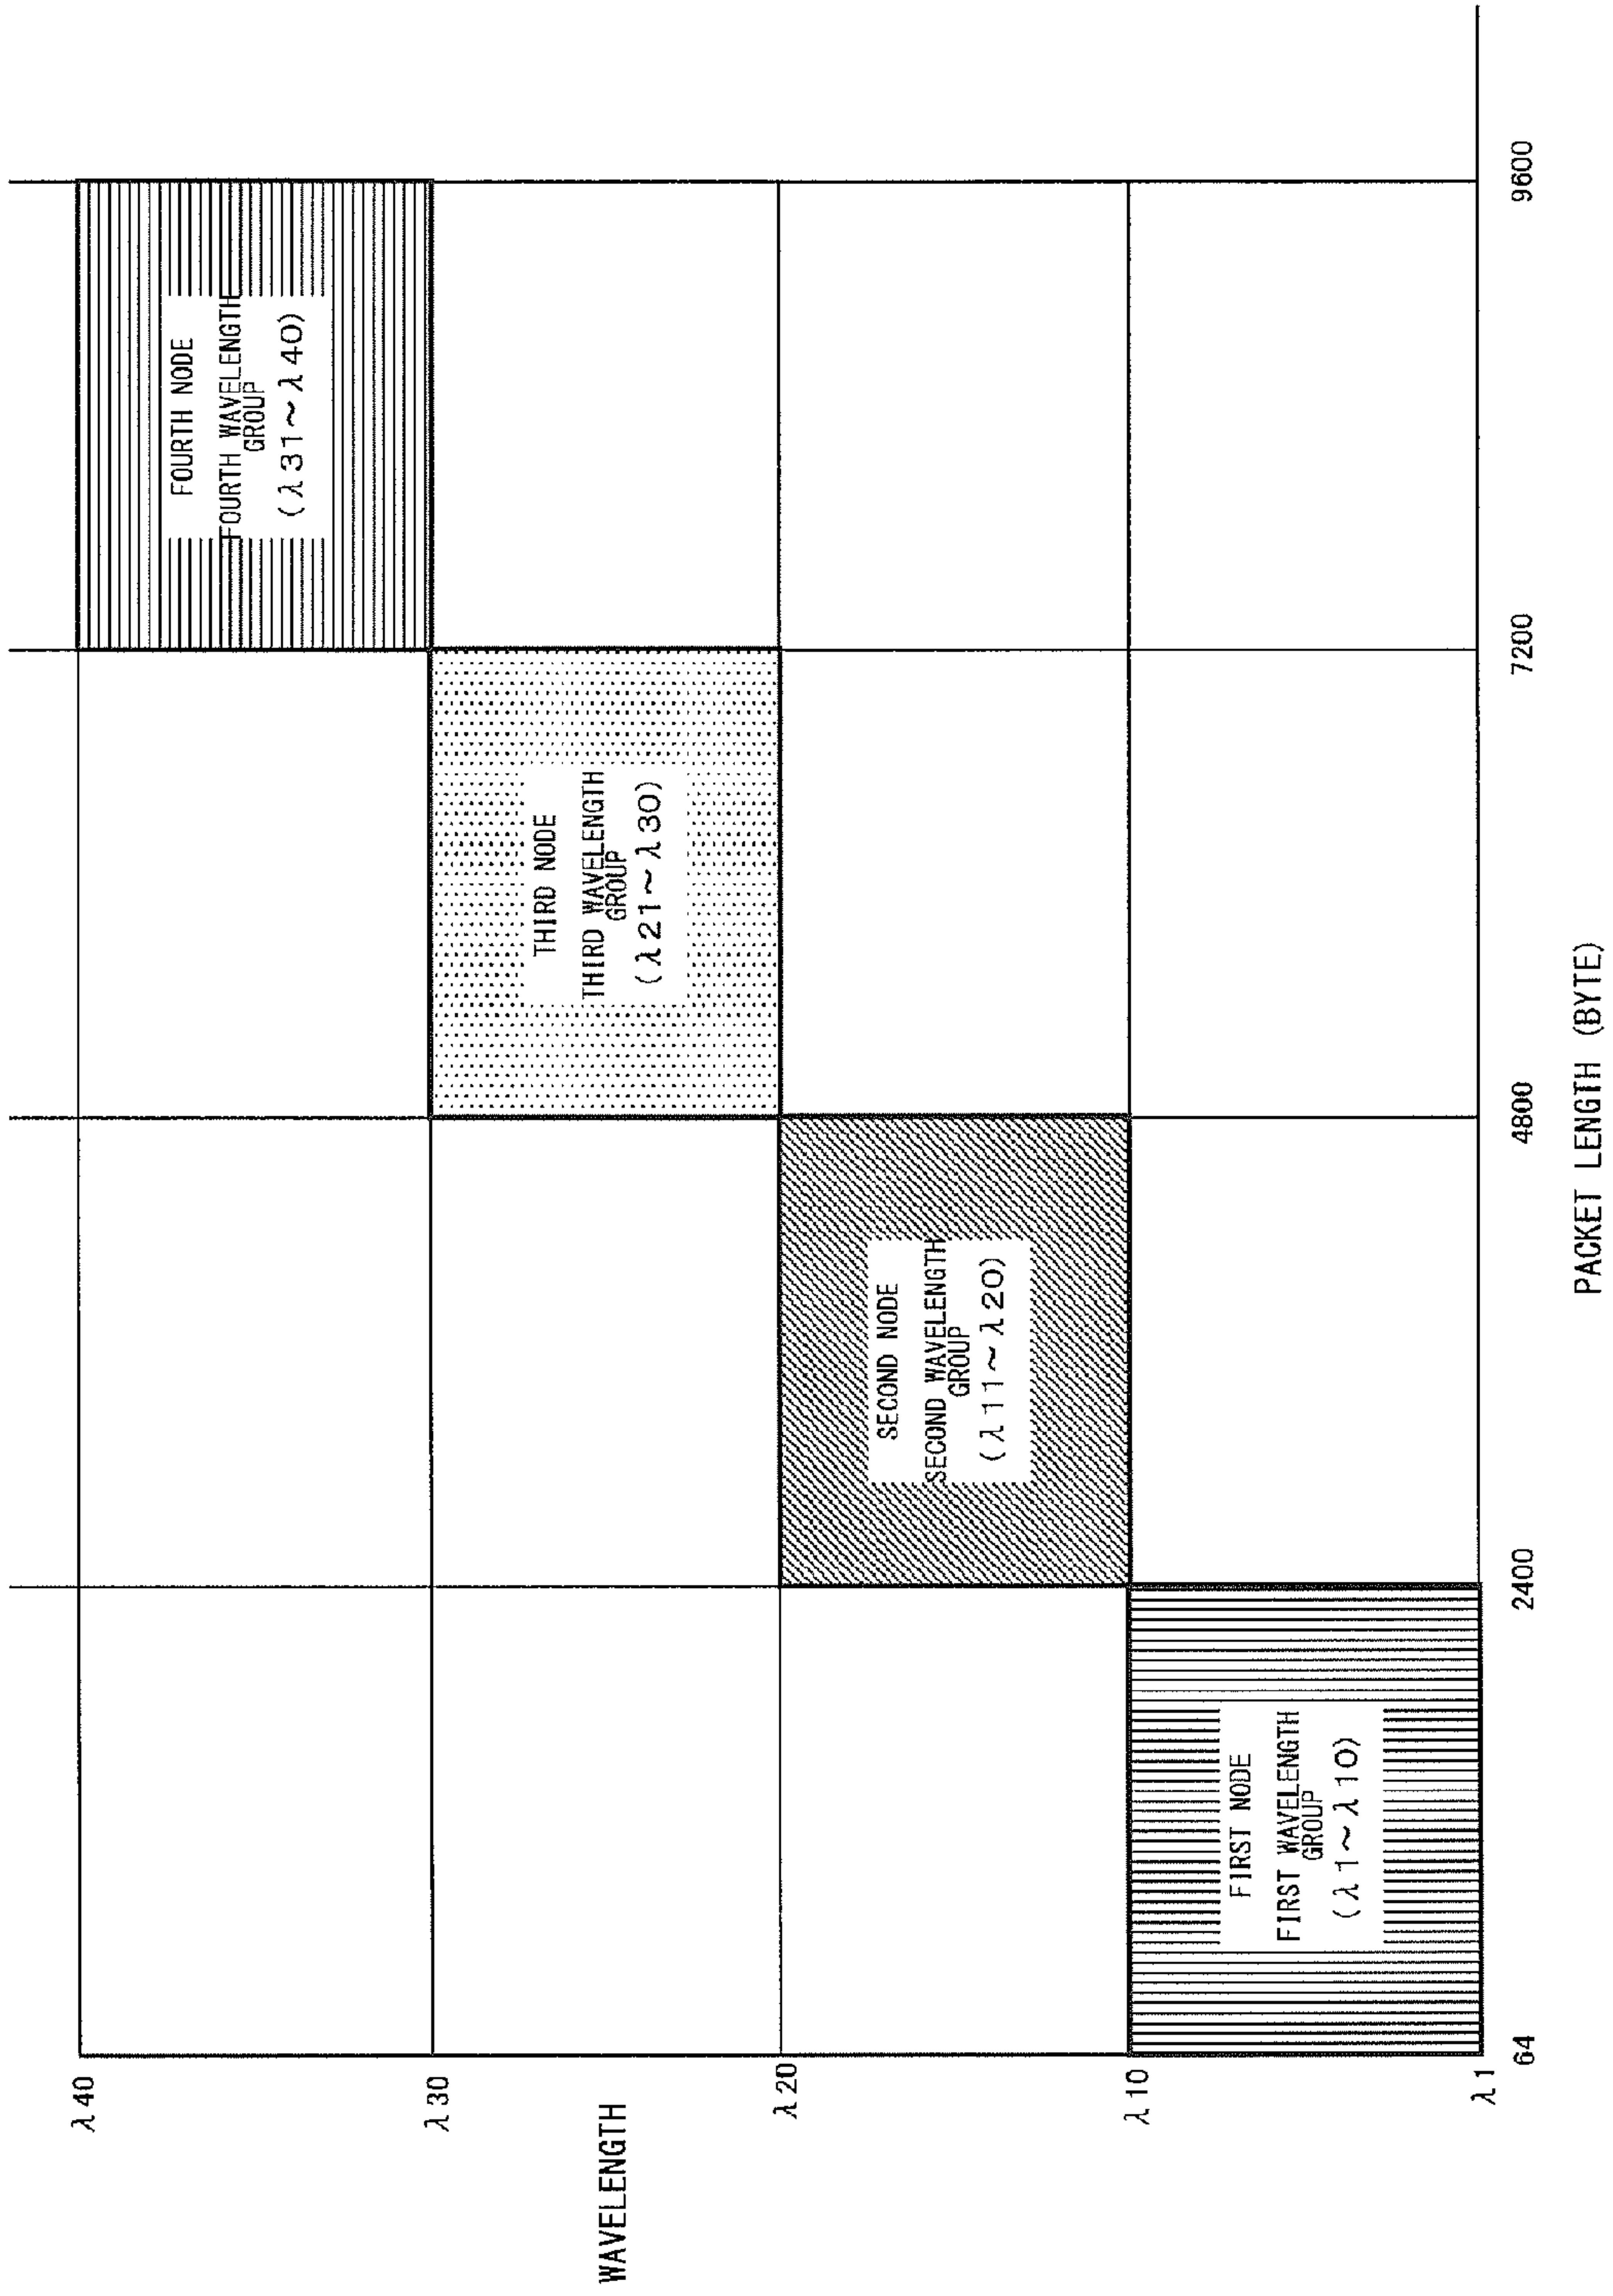 λ40
λ30
WAVELENGTH
λ20
λ10
λ1
FOURTH NODE
FOURTH WAVELENGTH
GROUP
(λ31~λ40)
THIRD NODE
THIRD WAVELENGTH
GROUP
(λ21~λ30)
SECOND NODE
SECOND WAVELENGTH
GROUP
(λ11~λ20)
FIRST NODE
FIRST WAVELENGTH
GROUP
(λ1~λ10)
64
2400
4800
7200
9600
PACKET LENGTH (BYTE)